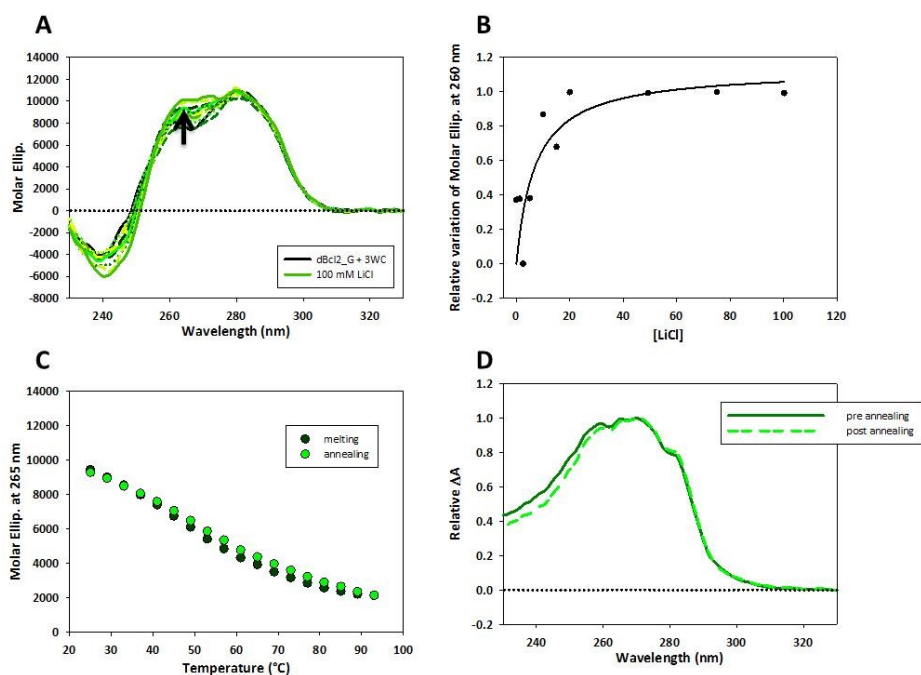 A
14000
12000
10000
8000
6000
4000
2000
0
-2000
-4000
-6000
-8000
Molar Ellip.
dBcl2_G + 3WC
100 mM LiCl
240 260 280 300 320
Wavelength (nm)
B
1.2
1.0
0.8
0.6
0.4
0.2
0.0
-0.2
Relative variation of Molar Ellip. at 260 nm
0 20 40 60 80 100
[LiCl]
C
14000
12000
10000
8000
6000
4000
2000
0
Molar Ellip. at 265 nm
melting
annealing
20 30 40 50 60 70 80 90 100
Temperature (°C)
D
1.2
1.0
0.8
0.6
0.4
0.2
0.0
-0.2
Relative ΔA
pre annealing
post annealing
240 260 280 300 320
Wavelength (nm)